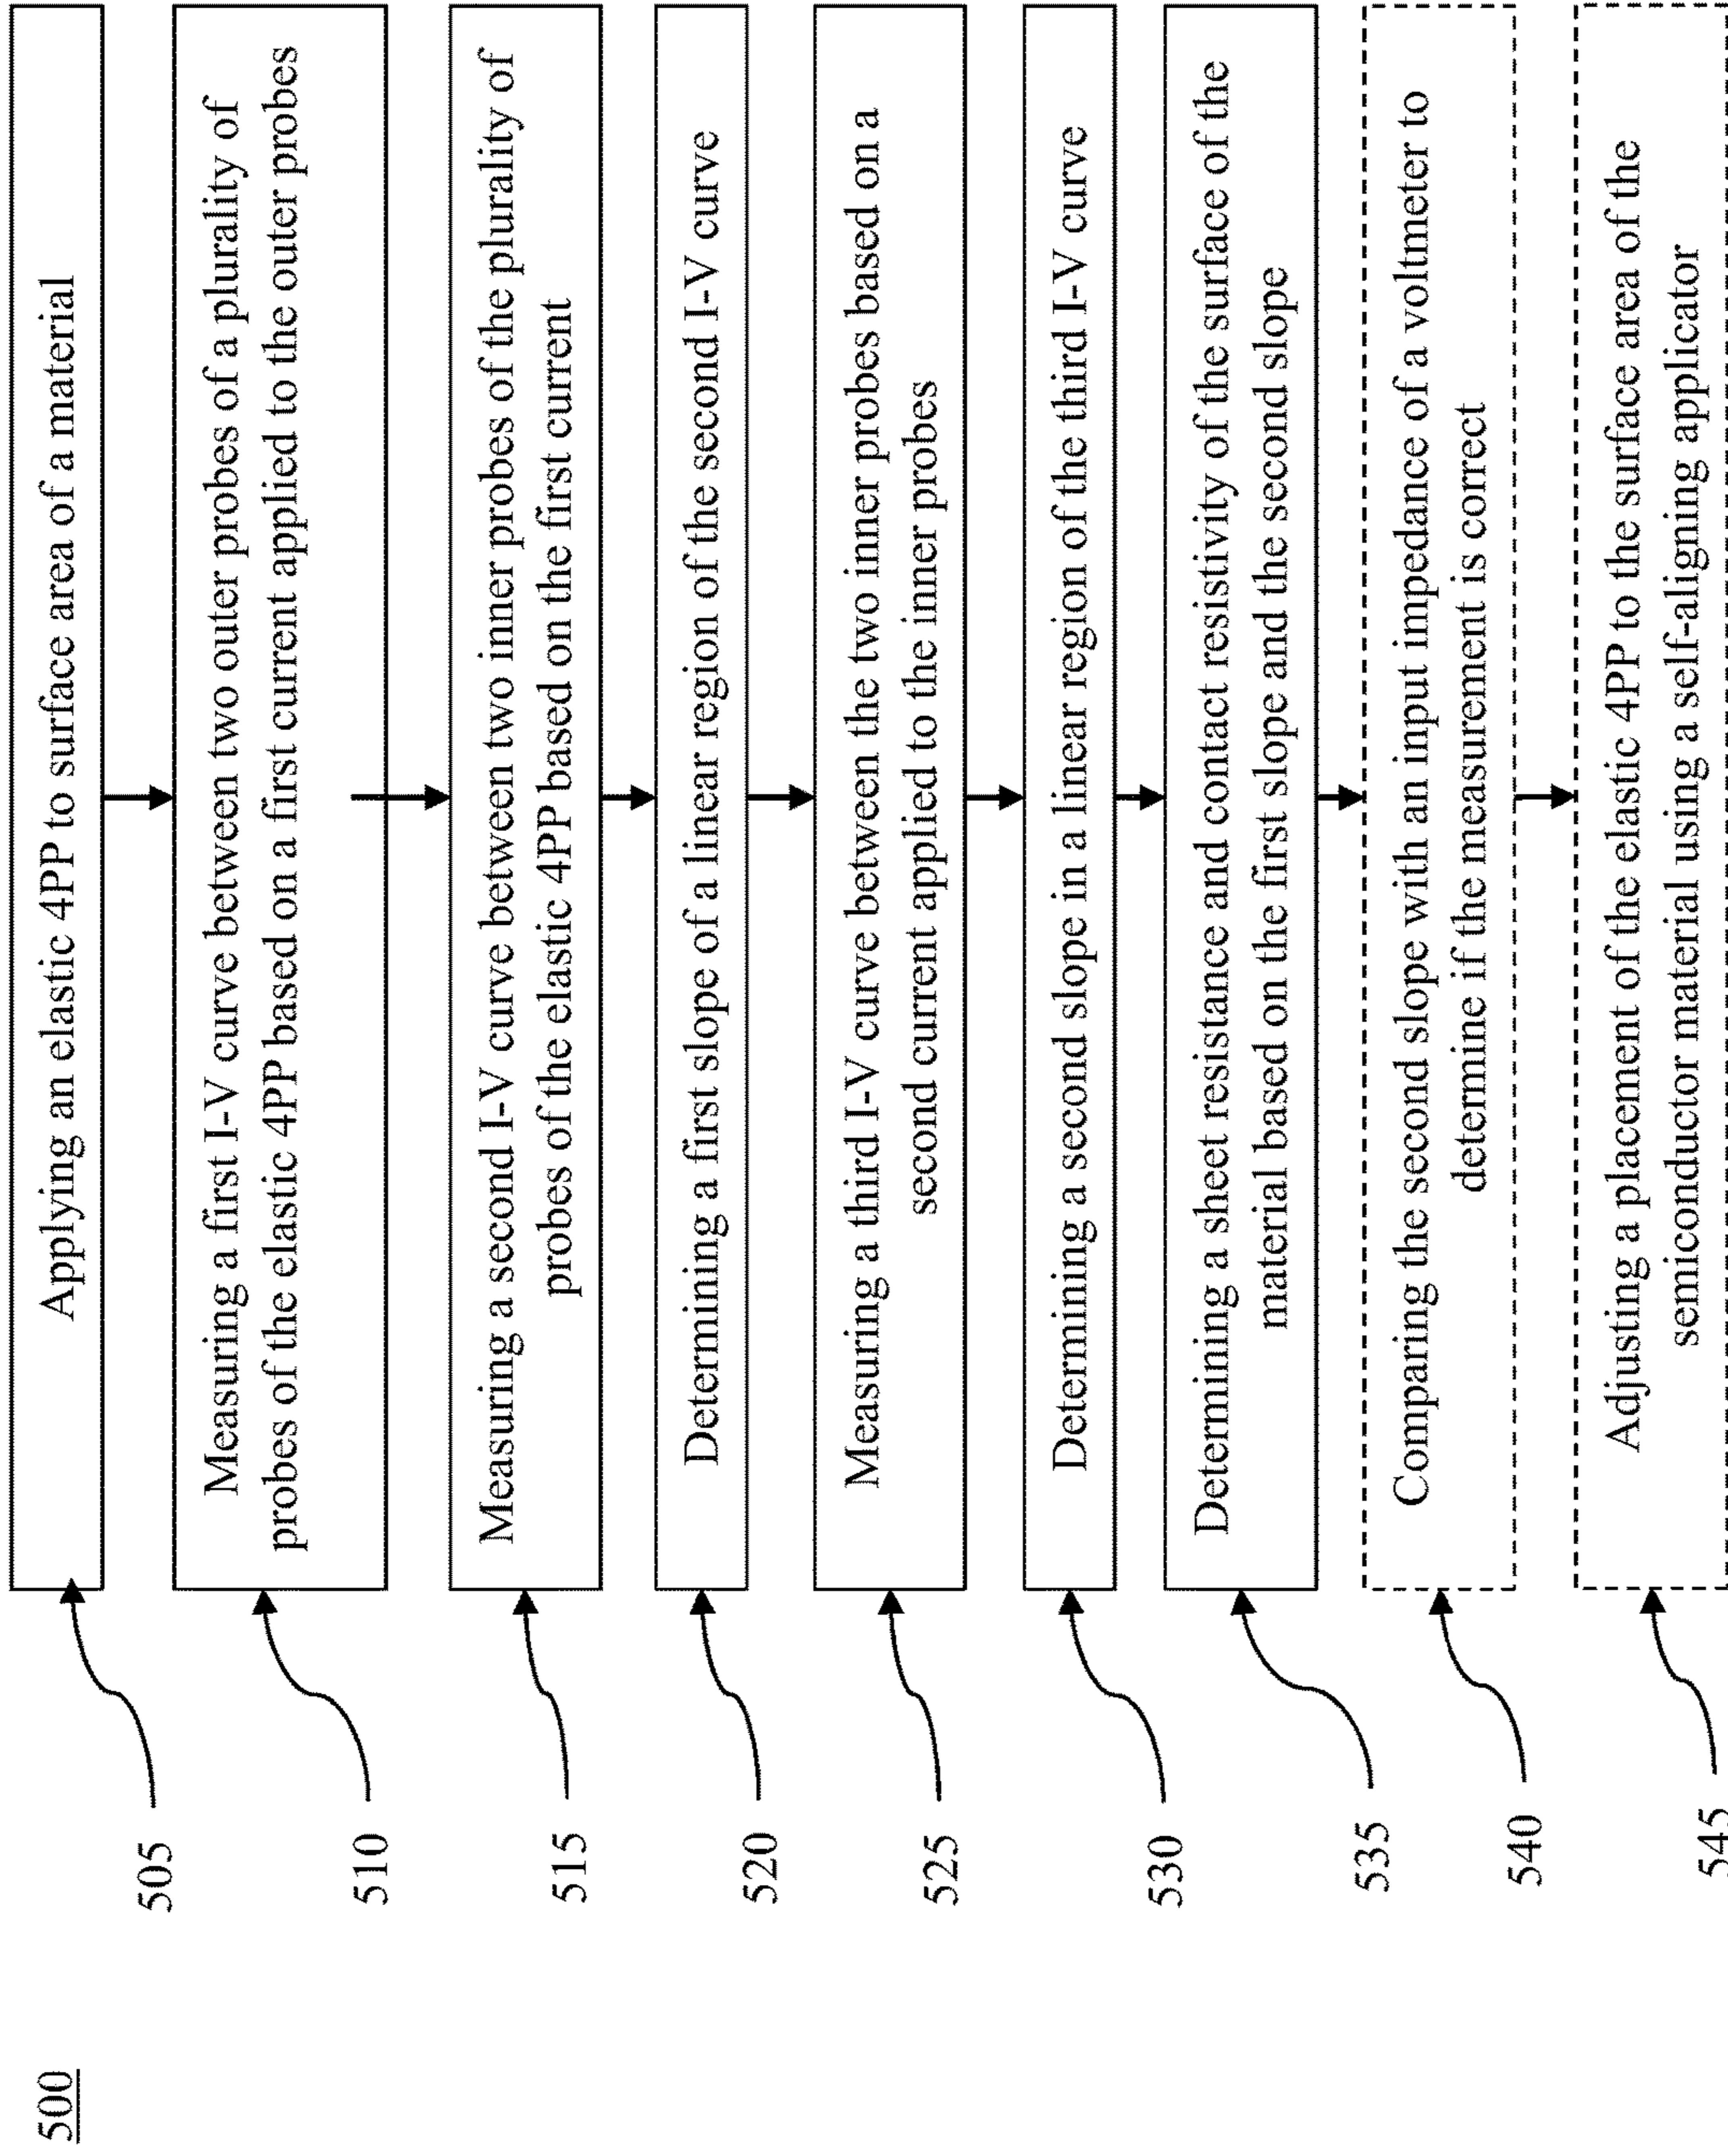 500
505
Applying an elastic 4PP to surface area of a material
510
Measuring a first I-V curve between two outer probes of a plurality of
probes of the elastic 4PP based on a first current applied to the outer probes
515
Measuring a second I-V curve between two inner probes of the plurality of
probes of the elastic 4PP based on the first current
520
Determining a first slope of a linear region of the second I-V curve
525
Measuring a third I-V curve between the two inner probes based on a
second current applied to the inner probes
530
Determining a second slope in a linear region of the third I-V curve
535
Determining a sheet resistance and contact resistivity of the surface of the
material based on the first slope and the second slope
540
Comparing the second slope with an input impedance of a voltmeter to
determine if the measurement is correct
545
Adjusting a placement of the elastic 4PP to the surface area of the
semiconductor material using a self-aligning applicator